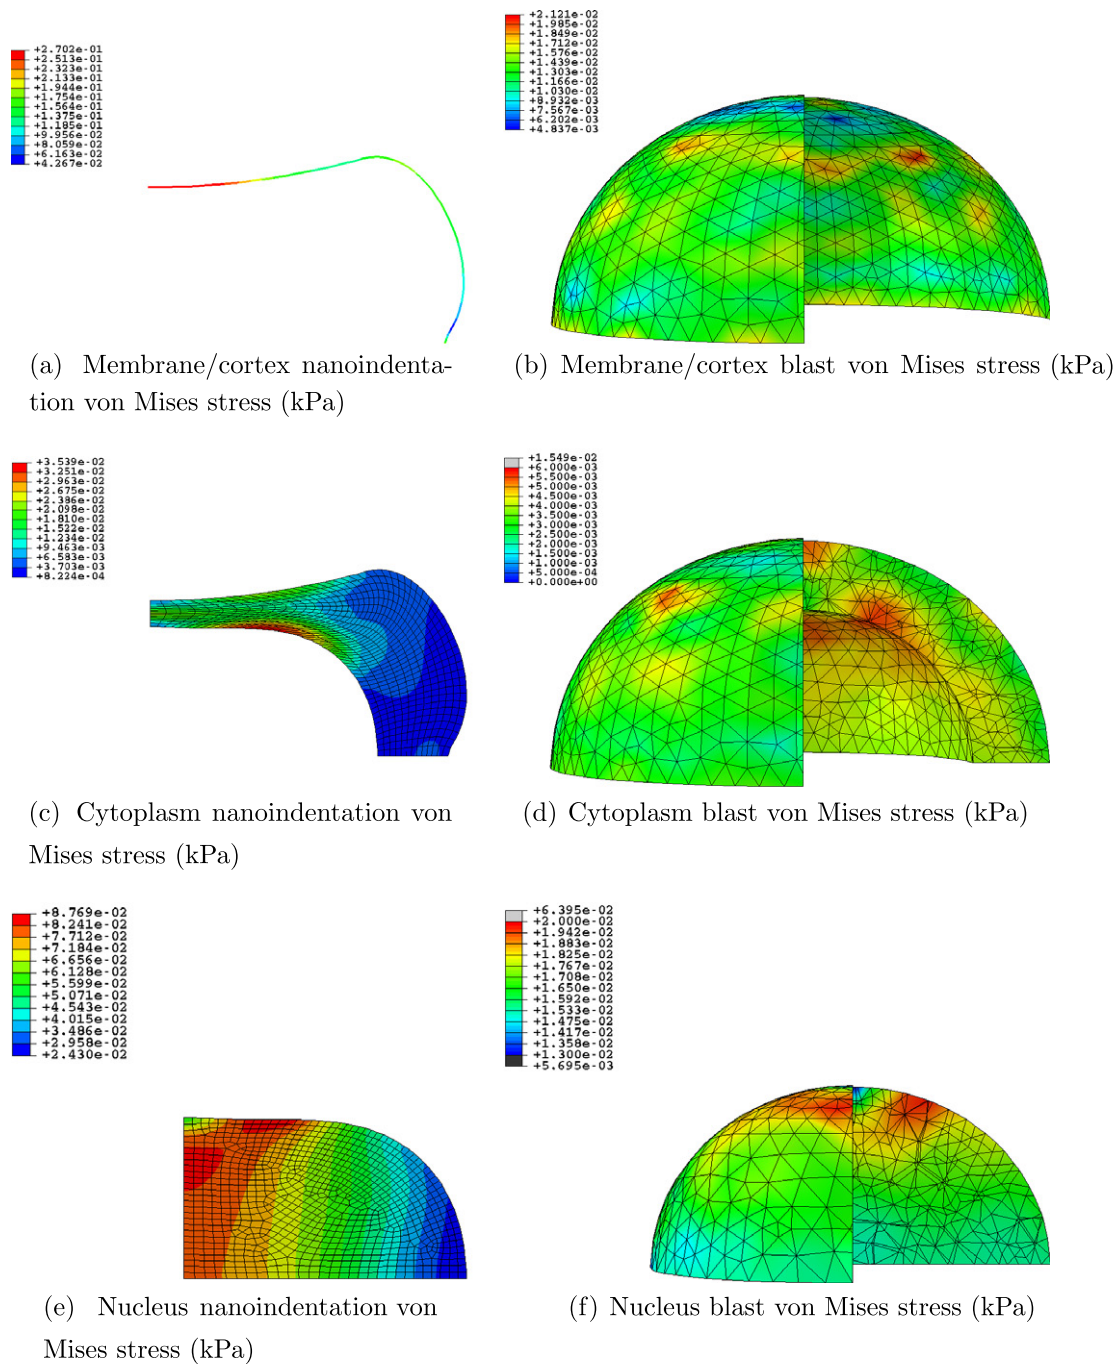 +2.702e-01
+2.513e-01
+2.323e-01
+2.133e-01
+1.944e-01
+1.754e-01
+1.564e-01
+1.375e-01
+1.185e-01
+9.956e-02
+8.059e-02
+6.163e-02
+4.267e-02
+2.121e-02
+1.985e-02
+1.849e-02
+1.712e-02
+1.576e-02
+1.439e-02
+1.303e-02
+1.166e-02
+1.030e-02
+8.932e-03
+7.567e-03
+6.202e-03
+4.837e-03
(a) Membrane/cortex nanoindenta-
tion von Mises stress (kPa)
(b) Membrane/cortex blast von Mises stress (kPa)
+3.539e-02
+3.251e-02
+2.963e-02
+2.675e-02
+2.386e-02
+2.098e-02
+1.810e-02
+1.522e-02
+1.234e-02
+9.463e-03
+6.583e-03
+3.703e-03
+8.224e-04
+1.549e-02
+6.000e-03
+5.500e-03
+5.000e-03
+4.500e-03
+4.000e-03
+3.500e-03
+3.000e-03
+2.500e-03
+2.000e-03
+1.500e-03
+1.000e-03
+5.000e-04
+0.000e+00
(c) Cytoplasm nanoindentation von
Mises stress (kPa)
(d) Cytoplasm blast von Mises stress (kPa)
+8.769e-02
+8.241e-02
+7.712e-02
+7.184e-02
+6.656e-02
+6.128e-02
+5.599e-02
+5.071e-02
+4.543e-02
+4.015e-02
+3.486e-02
+2.958e-02
+2.430e-02
+6.395e-02
+2.000e-02
+1.942e-02
+1.883e-02
+1.825e-02
+1.767e-02
+1.708e-02
+1.650e-02
+1.592e-02
+1.533e-02
+1.475e-02
+1.417e-02
+1.358e-02
+1.300e-02
+5.695e-03
(e) Nucleus nanoindentation von
Mises stress (kPa)
(f) Nucleus blast von Mises stress (kPa)